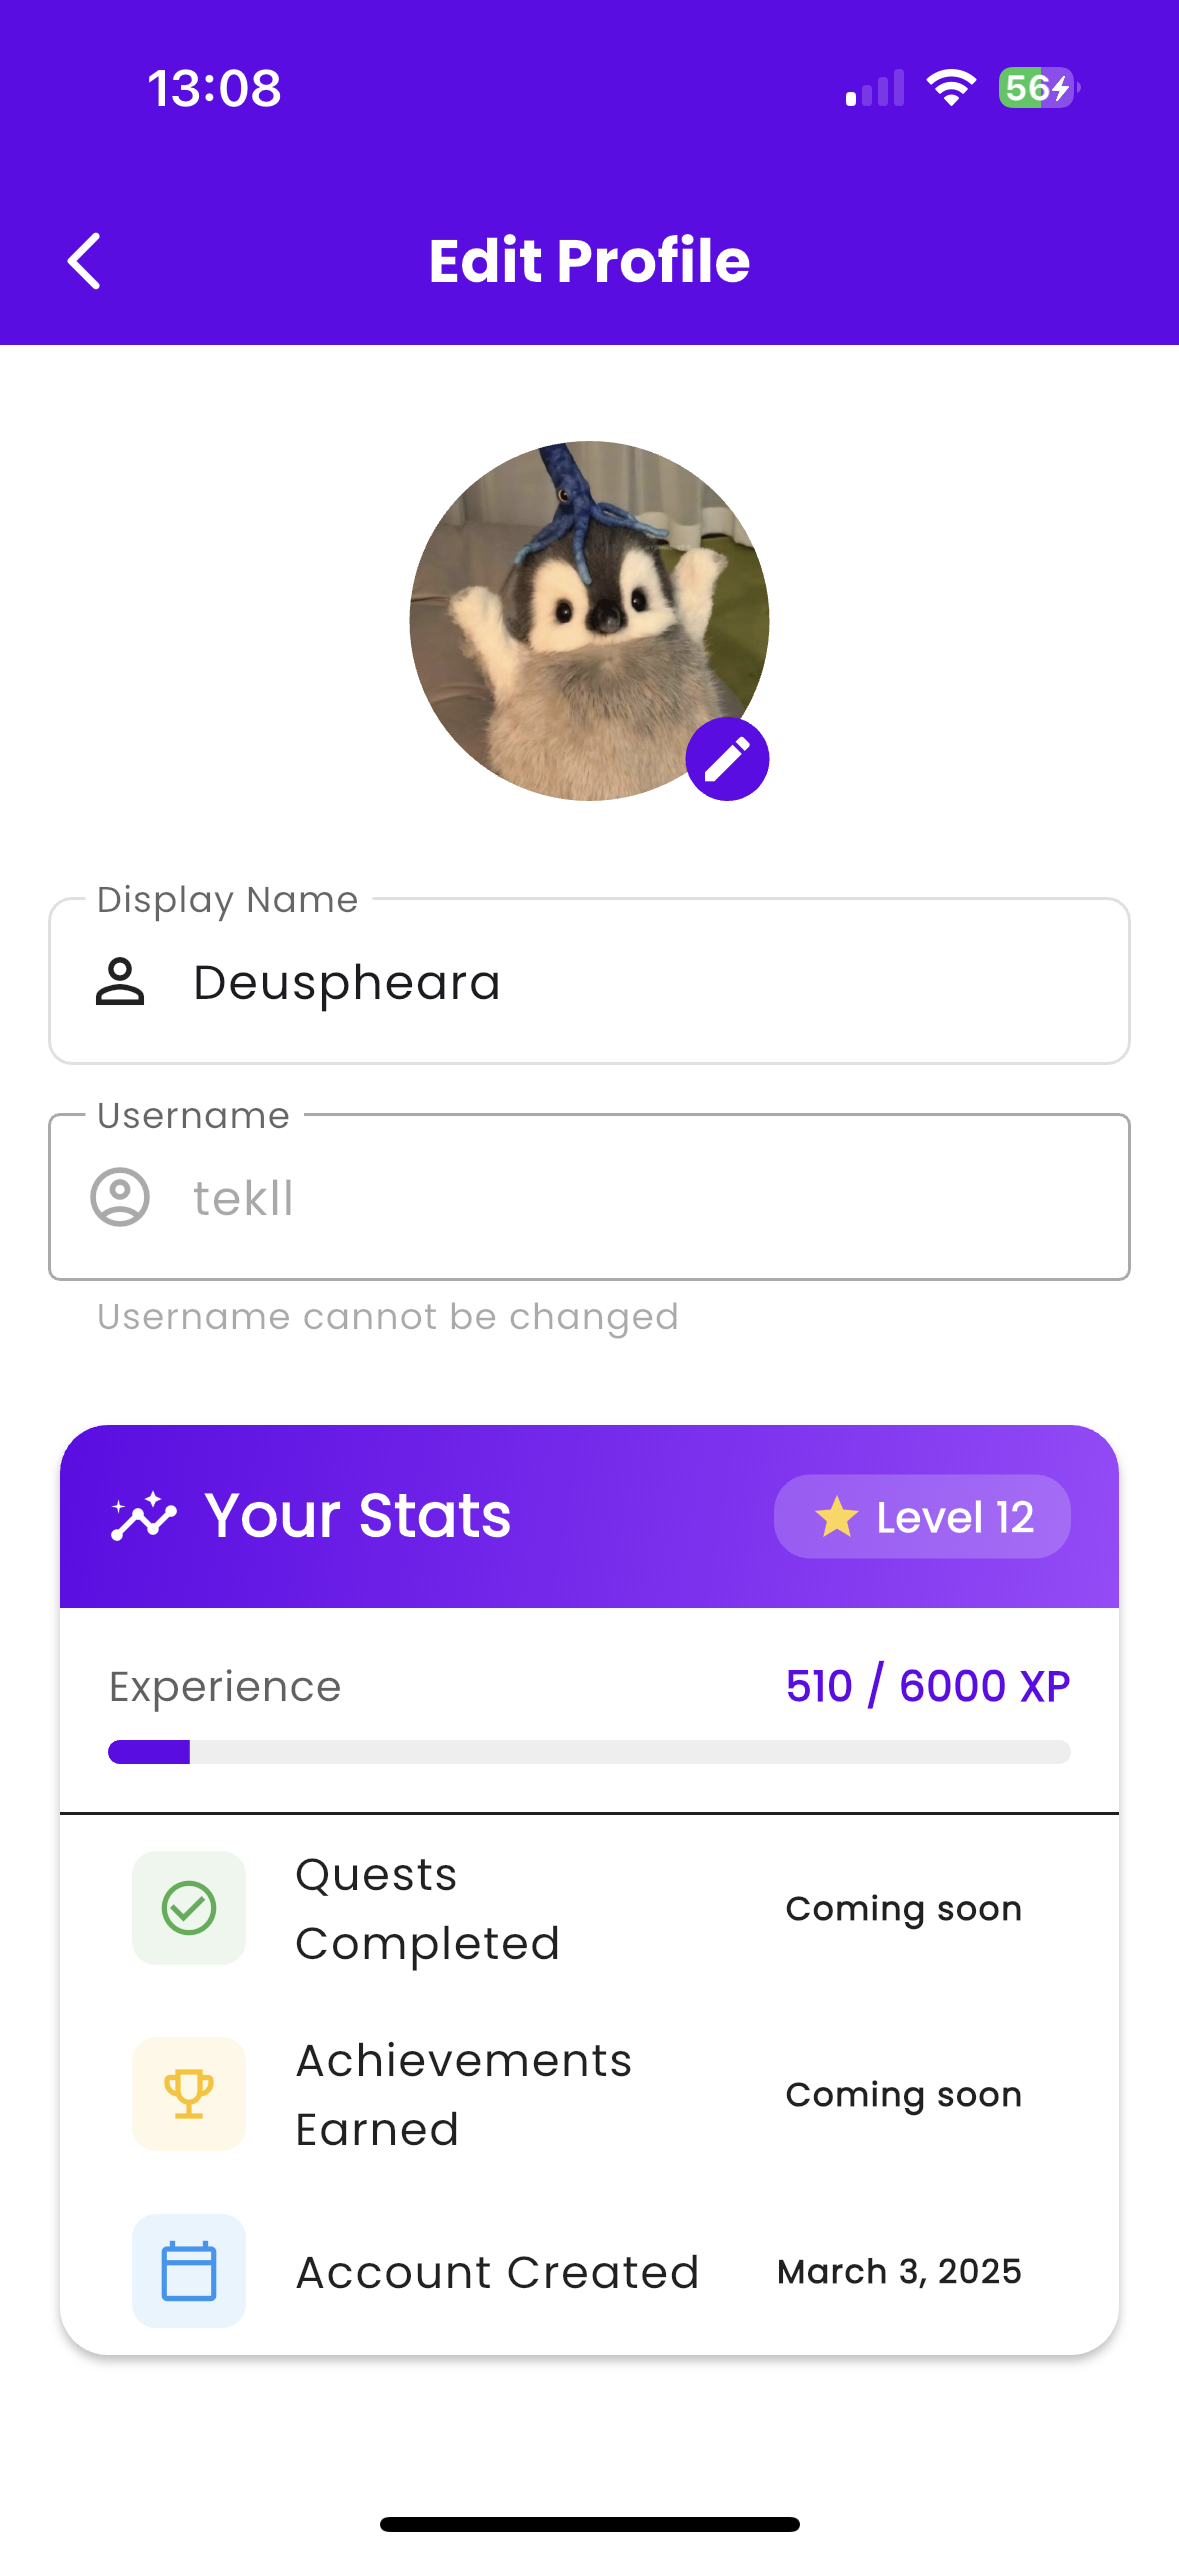 13:08
56
Edit Profile
Display Name
Deuspheara
Username
tekll
Username cannot be changed
Your Stats
Level 12
Experience
510 / 6000 XP
Quests
Completed
Coming soon
Achievements
Earned
Coming soon
Account Created
March 3, 2025